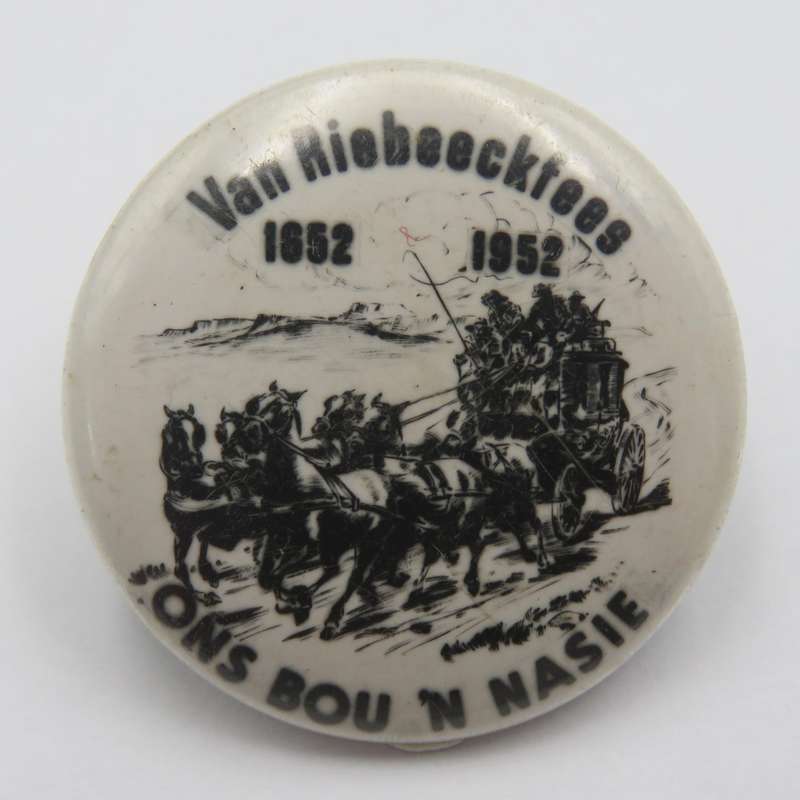 Van Riebeeckfees
1652 1952
ONS BOU 'N NASIE